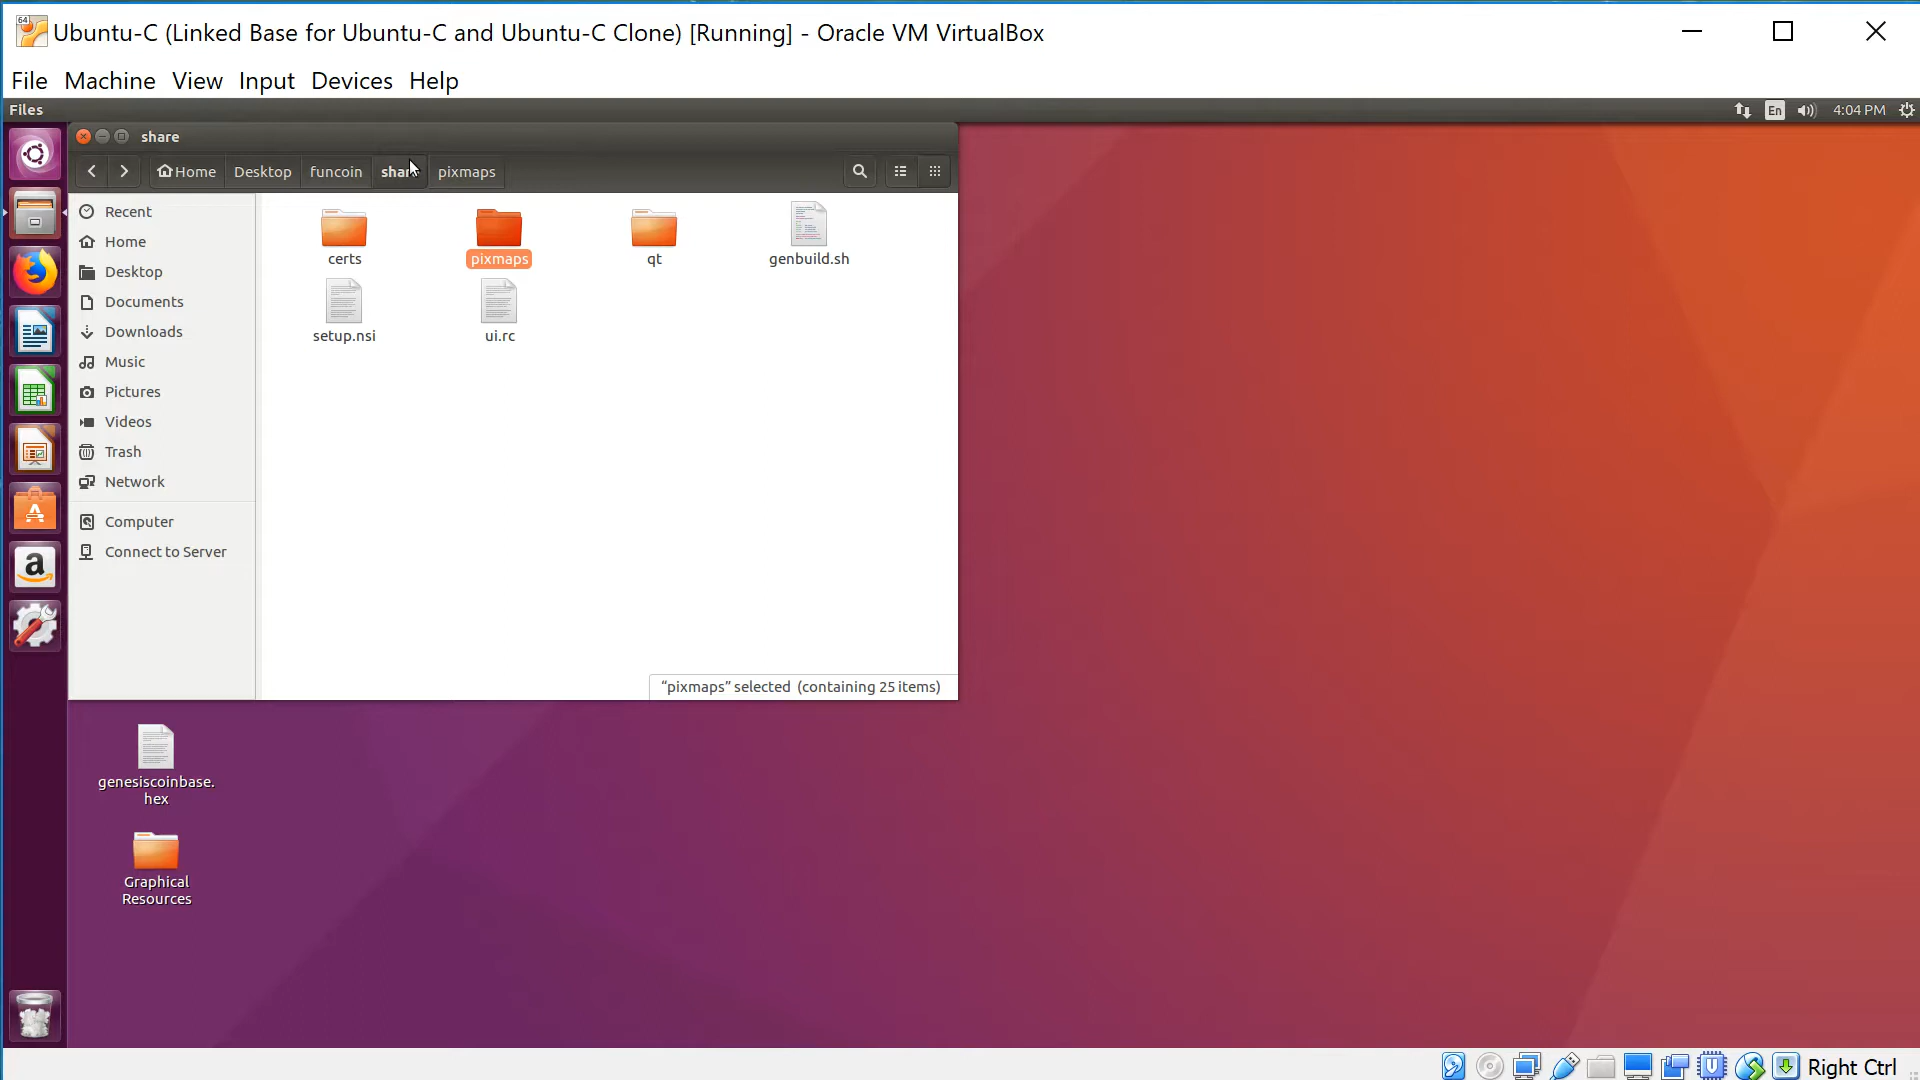 Ubuntu-C (Linked Base for Ubuntu-C and Ubuntu-C Clone) [Running] - Oracle VM VirtualBox
File Machine View Input Devices Help
Files
En
4:04 PM
share
Home Desktop funcoin share pixmaps
Recent
Home
Desktop
Documents
Downloads
Music
Pictures
Videos
Trash
Network
Computer
Connect to Server
certs
pixmaps
qt
genbuild.sh
setup.nsi
ui.rc
“pixmaps” selected (containing 25 items)
genesiscoinbase.
hex
Graphical
Resources
Right Ctrl